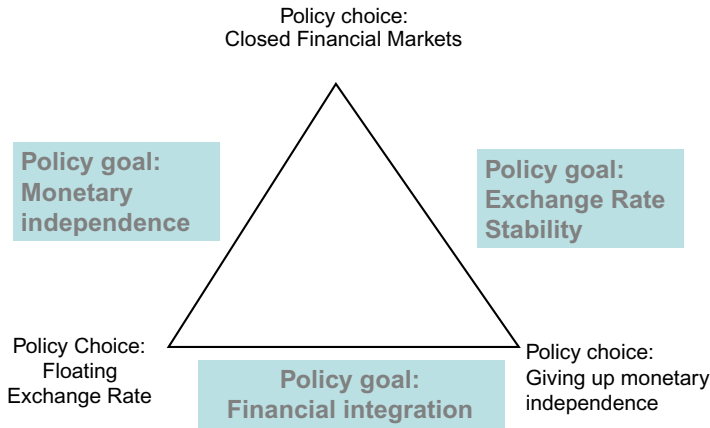 Policy choice:
Closed Financial Markets
Policy goal:
Monetary
independence
Policy goal:
Exchange Rate
Stability
Policy Choice:
Floating
Exchange Rate
Policy goal:
Financial integration
Policy choice:
Giving up monetary
independence